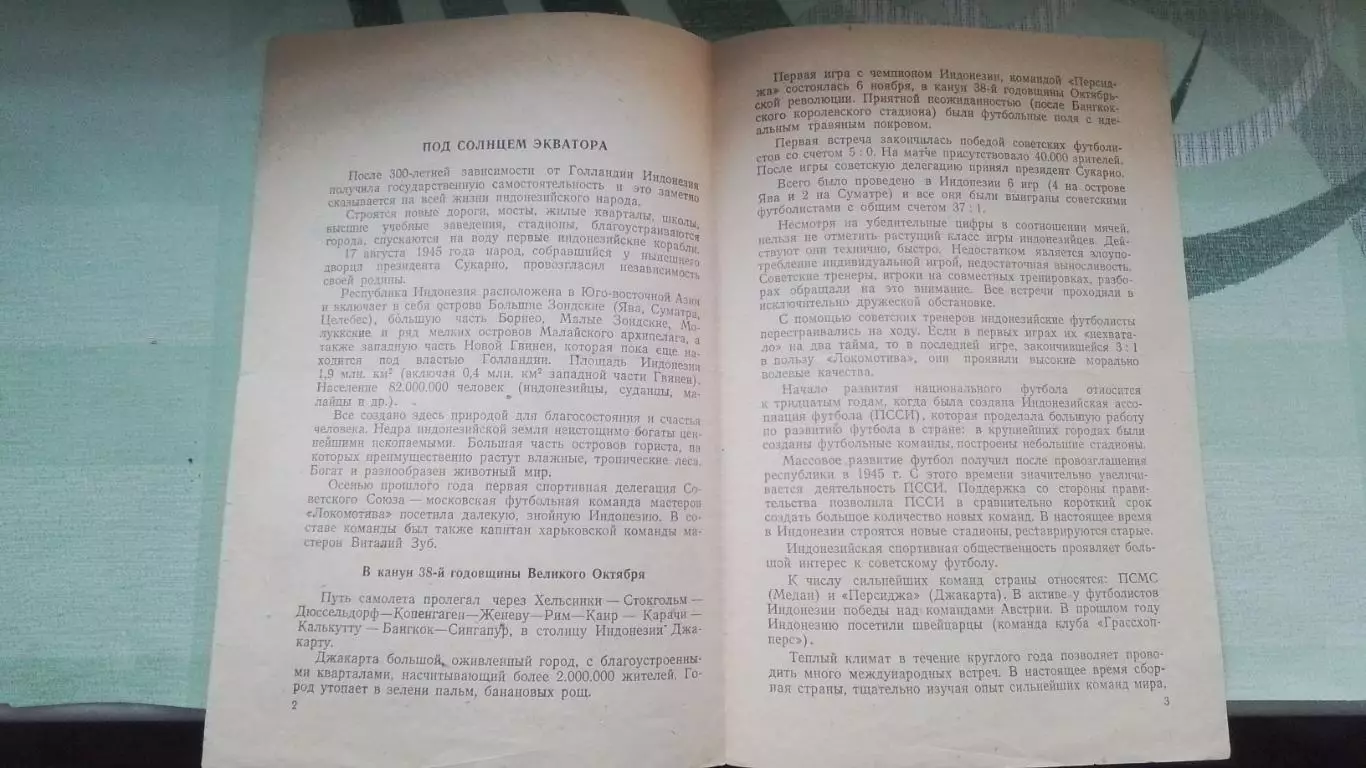 ПОД СОЛНЦЕМ ЭКВАТОРА
После 300-летней зависимости от Голландии Индонезия
получила государственную самостоятельность и это заметно
сказывается на всей жизни индонезийского народа.
Строятся новые дороги, мосты, жилые кварталы, школы,
высшие учебные заведения, стадионы, благоустраиваются
города, спускаются на воду первые индонезийские корабли.
17 августа 1945 года народ, собравшийся у нынешнего
дворца президента Сукарно, провозгласил независимость
своей родины.
Республика Индонезия расположена в Юго-восточной Азии
и включает в себя острова Большие Зондские (Ява, Суматра,
Целебес), большую часть Борнео, Малые Зондские, Мо-
луккские и ряд мелких островов Малайского архипелага, а
также западную часть Новой Гвинеи, которая пока еще на-
ходится под властью Голландии. Площадь Индонезии
1,9 млн. км² (включая 0,4 млн. км² западной части Гвинеи).
Население 82.000.000 человек (индонезийцы, суданцы, ма-
лайцы и др.).
Все создано здесь природой для благосостояния и счастья
человека. Недра индонезийской земли неистощимо богаты цен-
нейшими ископаемыми. Большая часть островов гориста, на
которых преимущественно растут влажные, тропические леса.
Богат и разнообразен животный мир.
Осенью прошлого года первая спортивная делегация Со-
ветского Союза — московская футбольная команда мастеров
«Локомотива» посетила далекую, знойную Индонезию. В со-
ставе команды был также капитан харьковской команды ма-
стеров Виталий Зуб.
В канун 38-й годовщины Великого Октября
Путь самолета пролегал через Хельсинки — Стокгольм —
Дюссельдорф—Копенгаген—Женеву—Рим—Каир — Карачи —
Калькутту — Бангкок—Сингапур, в столицу Индонезии Джа-
карту.
Джакарта большой, оживленный город, с благоустроенны-
ми кварталами, насчитывающий более 2.000.000 жителей. Го-
род утопает в зелени пальм, банановых рощ.
2
Первая игра с чемпионом Индонезии, командой «Персид-
жа» состоялась 6 ноября, в канун 38-й годовщины Октябрь-
ской революции. Приятной неожиданностью (после Бангкок-
ского королевского стадиона) были футбольные поля с иде-
альным травяным покровом.
Первая встреча закончилась победой советских футболи-
стов со счетом 5 : 0. На матче присутствовало 40.000 зрителей.
После игры советскую делегацию принял президент Сукарно.
Всего было проведено в Индонезии 6 игр (4 на острове
Ява и 2 на Суматре) и все они были выиграны советскими
футболистами с общим счетом 37 : 1.
Несмотря на убедительные цифры в соотношении мячей,
нельзя не отметить растущий класс игры индонезийцев. Дей-
ствуют они технично, быстро. Недостатком является злоупо-
требление индивидуальной игрой, недостаточная выносливость.
Советские тренеры, игроки на совместных тренировках, разбо-
рах обращали на это внимание. Все встречи проходили в
исключительно дружеской обстановке.
С помощью советских тренеров индонезийские футболисты
перестраивались на ходу. Если в первых играх их «нехвата-
ло» на два тайма, то в последней игре, закончившейся 3 : 1
в пользу «Локомотива», они проявили высокие морально
волевые качества.
Начало развития национального футбола относится
к тридцатым годам, когда была создана Индонезийская ассо-
циация футбола (ПССИ), которая проделала большую работу
по развитию футбола в стране: в крупнейших городах были
созданы футбольные команды, построены небольшие стадионы.
Массовое развитие футбол получил после провозглашения
республики в 1945 г. С этого времени значительно увеличи-
вается деятельность ПССИ. Поддержка со стороны прави-
тельства позволила ПССИ в сравнительно короткий срок
создать большое количество новых команд. В настоящее время
в Индонезии строятся новые стадионы, реставрируются старые.
Индонезийская спортивная общественность проявляет боль-
шой интерес к советскому футболу.
К числу сильнейших команд страны относятся: ПСМС
(Медан) и «Персиджа» (Джакарта). В активе у футболистов
Индонезии победы над командами Австрии. В прошлом году
Индонезию посетили швейцарцы (команда клуба «Грассхоп-
перс»).
Теплый климат в течение круглого года позволяет прово-
дить много международных встреч. В настоящее время сбор-
ная страны, тщательно изучая опыт сильнейших команд мира,
3